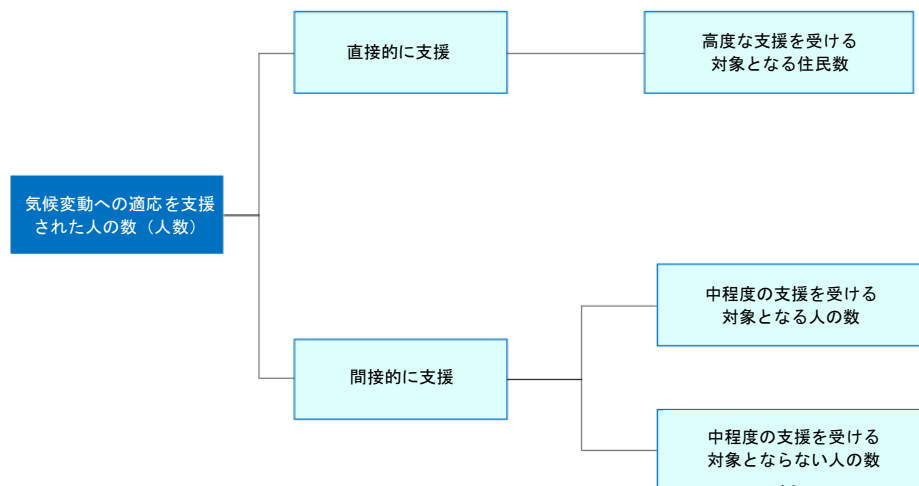 直接的に支援
高度な支援を受ける
対象となる住民数
気候変動への適応を支援
された人の数（人数）
中程度の支援を受ける
対象となる人の数
間接的に支援
中程度の支援を受ける
対象とならない人の数